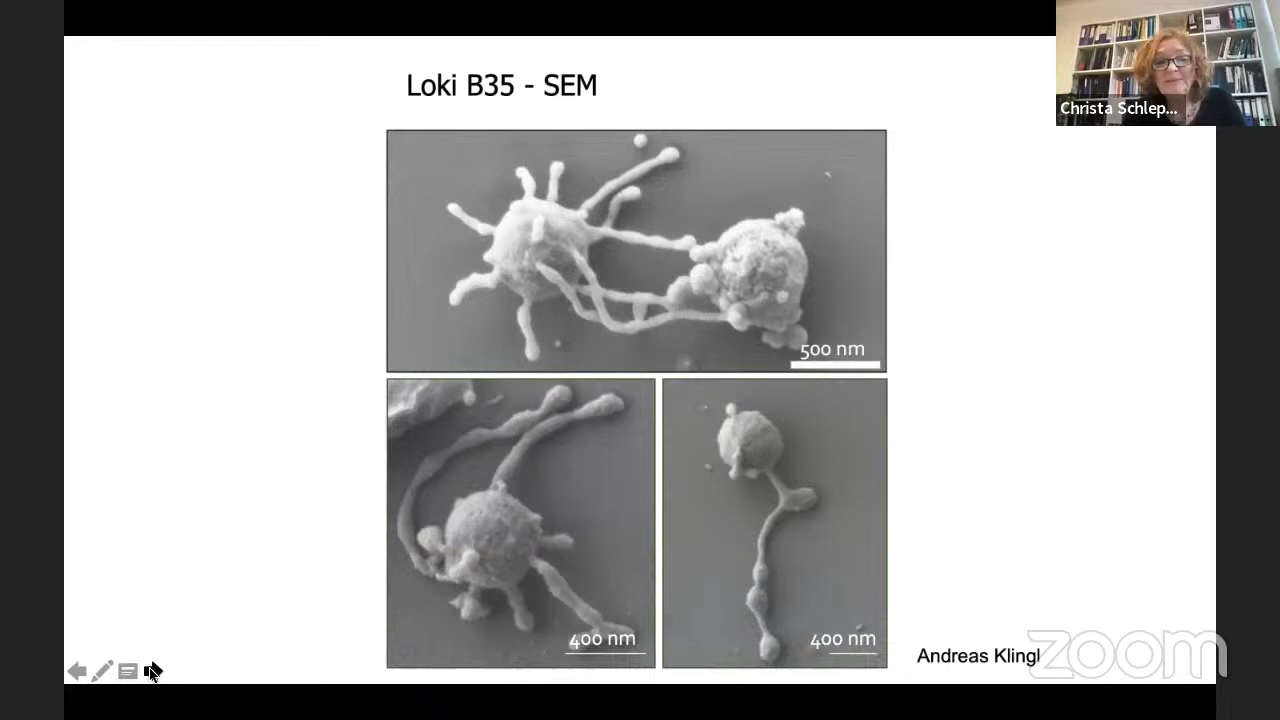 Loki B35 - SEM
Christa Schlep...
500 nm
400 nm
400 nm
Andreas Klingl
zoom